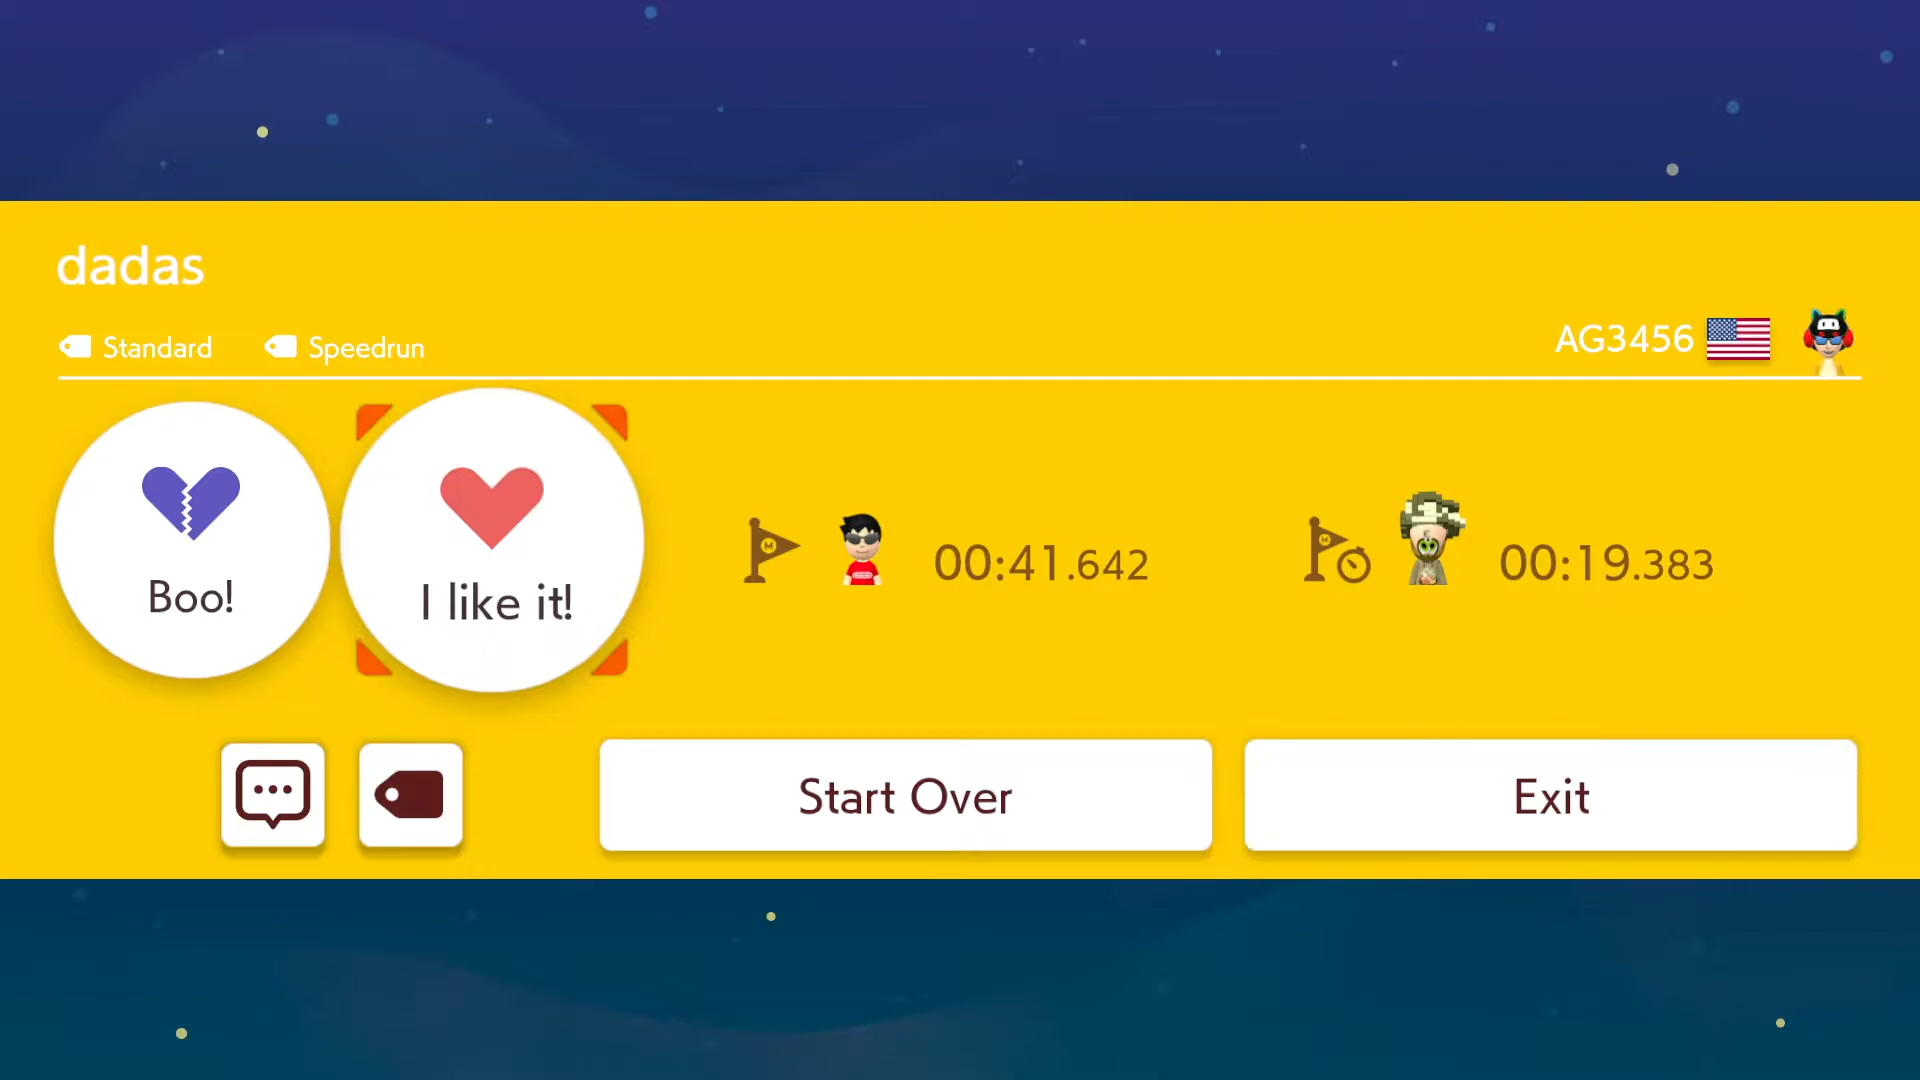 dadas
Standard
Speedrun
AG3456
Boo!
I like it!
M
00:41.642
M
00:19.383
Start Over
Exit